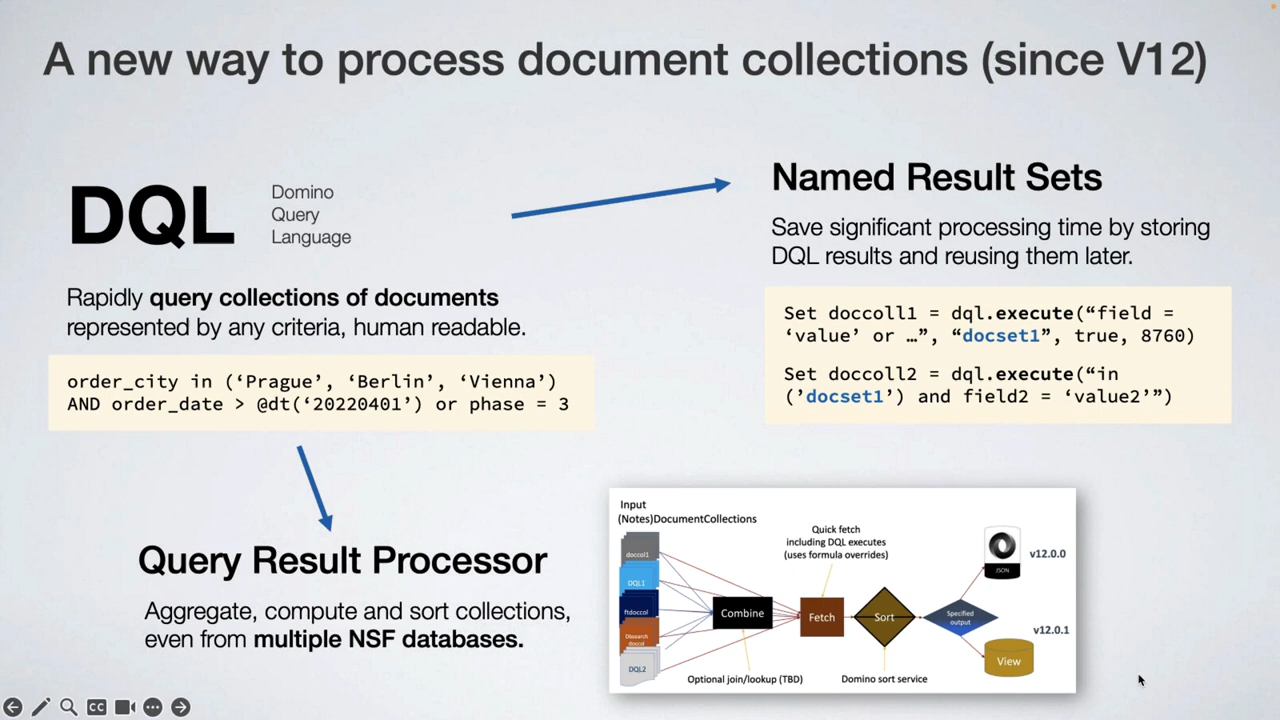 A new way to process document collections (since V12)
DQL
Domino
Query
Language
Rapidly query collections of documents
represented by any criteria, human readable.
order_city in (‘Prague’, ‘Berlin’, ‘Vienna’)
AND order_date > @dt(‘20220401’) or phase = 3
Named Result Sets
Save significant processing time by storing
DQL results and reusing them later.
Set doccoll1 = dql.execute(“field =
‘value’ or …”, “docset1”, true, 8760)
Set doccoll2 = dql.execute(“in
(’docset1’) and field2 = ‘value2’”)
Query Result Processor
Aggregate, compute and sort collections,
even from multiple NSF databases.
Input
(Notes)DocumentCollections
doccol1
DQL1
ftdoccol
Dbsearch
doccol
DQL2
Combine
Optional join/lookup (TBD)
Quick fetch
including DQL executes
(uses formula overrides)
Fetch
Sort
Domino sort service
Specified
output
JSON
v12.0.0
v12.0.1
View
CC